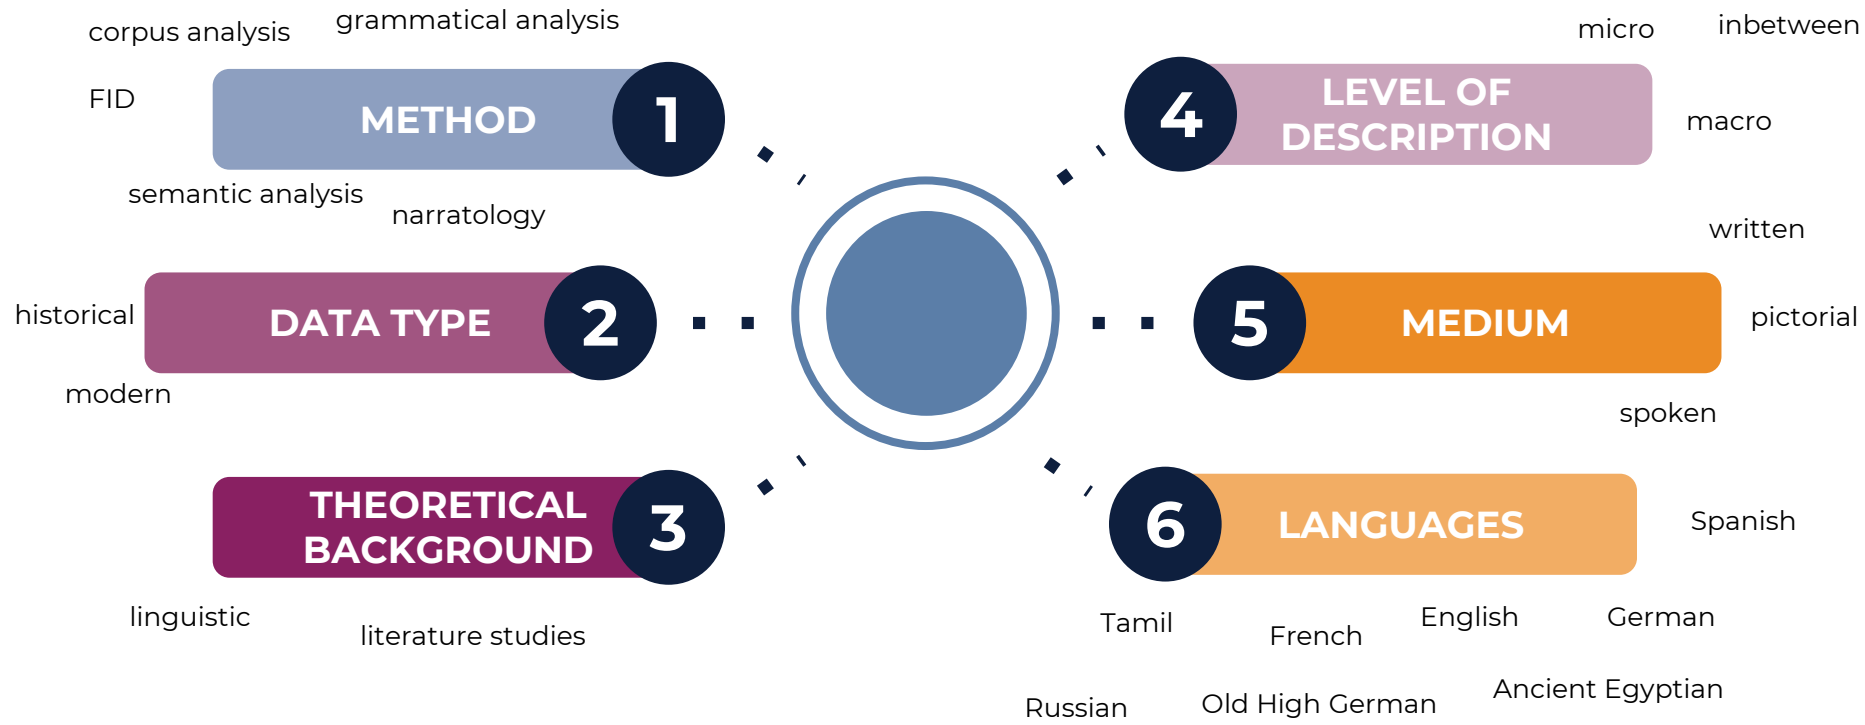 corpus analysis
grammatical analysis
FID
METHOD
1
semantic analysis
narratology
historical
DATA TYPE
2
modern
THEORETICAL
BACKGROUND
3
linguistic
literature studies
micro
inbetween
4
LEVEL OF
DESCRIPTION
macro
written
5
MEDIUM
pictorial
spoken
6
LANGUAGES
Spanish
Tamil
French
English
German
Russian
Old High German
Ancient Egyptian